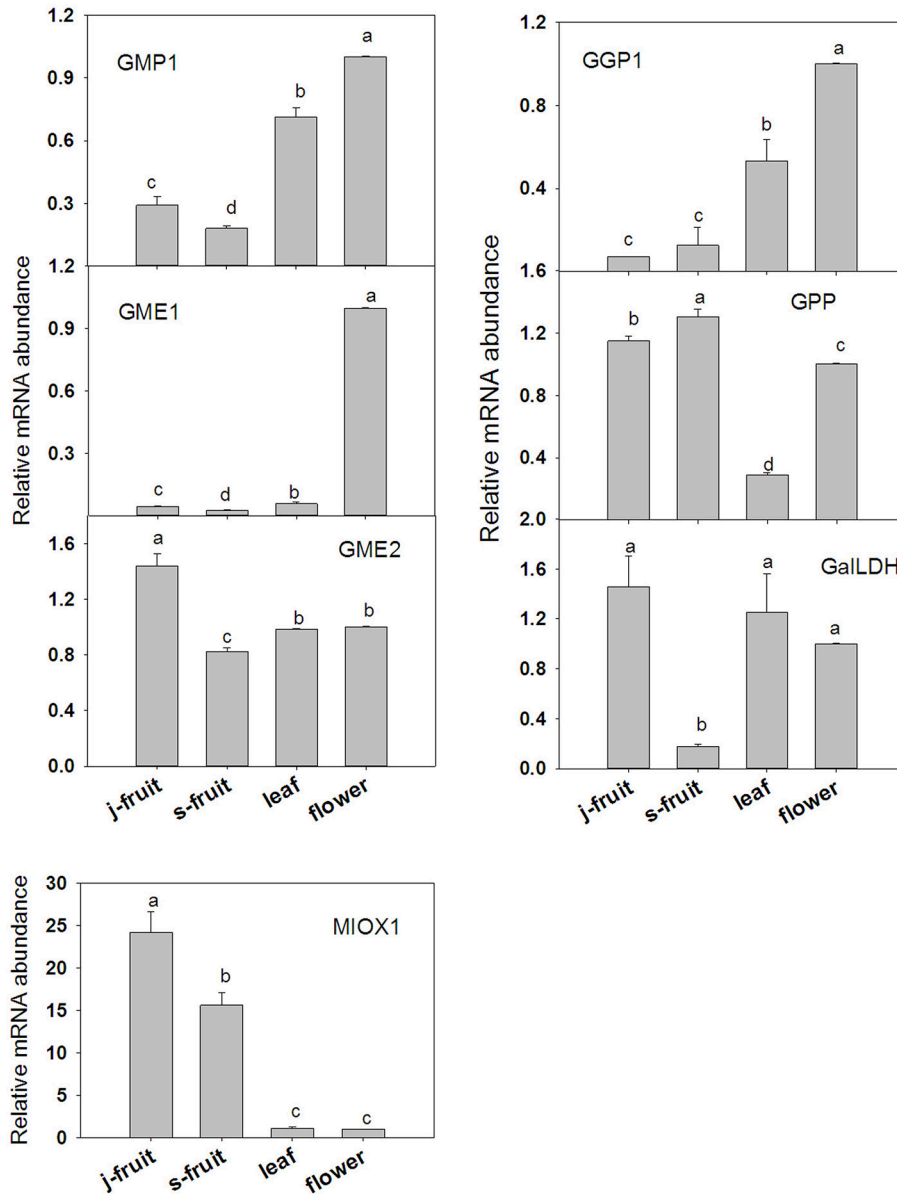 Relative mRNA abundance
1.2
0.9
0.6
0.3
GMP1
c
d
b
a
1.2
0.9
0.6
0.3
GME1
c
d
b
a
1.6
1.2
0.8
0.4
0.0
GME2
a
c
b
b
j-fruit
s-fruit
leaf
flower
Relative mRNA abundance
1.2
0.8
0.4
GGP1
c
c
b
a
1.6
1.2
0.8
0.4
GPP
b
a
d
c
2.0
1.6
1.2
0.8
0.4
0.0
GalLDH
a
b
a
a
j-fruit
s-fruit
leaf
flower
Relative mRNA abundance
30
25
20
15
10
5
0
MIOX1
a
b
c
c
j-fruit
s-fruit
leaf
flower